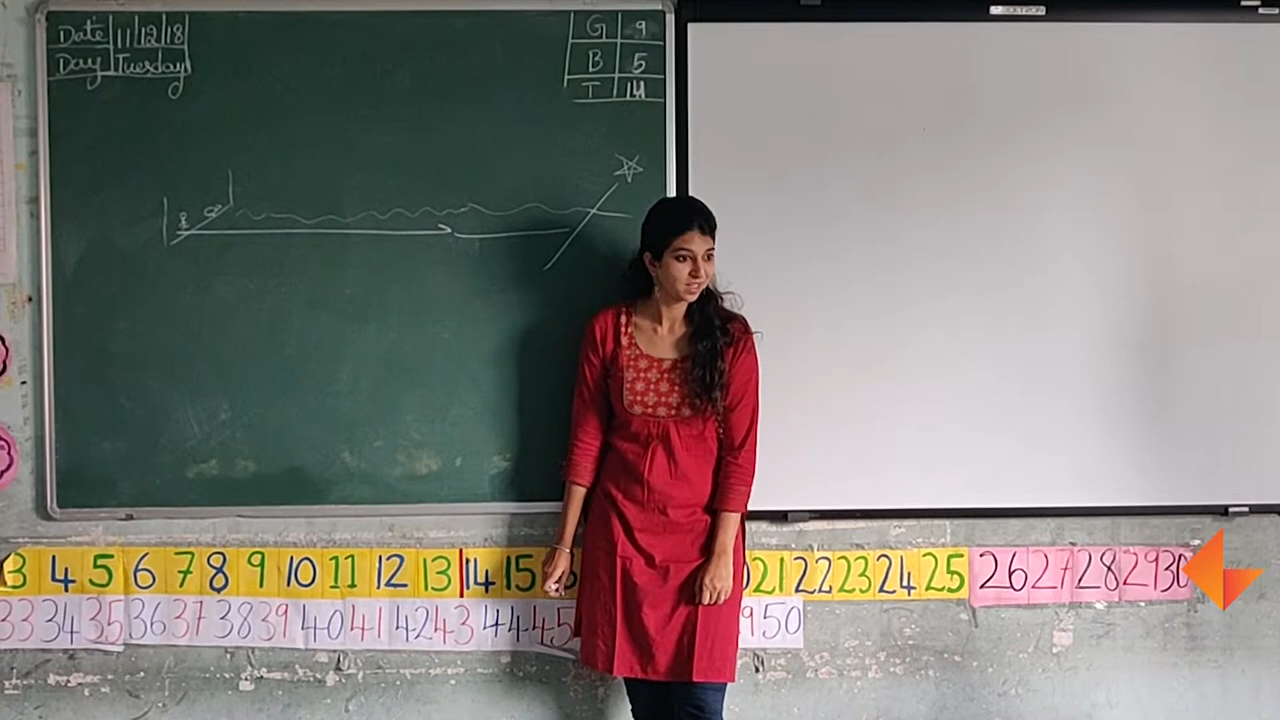 Date 11 12 18
Day Tuesday
G 9
B 5
T 14
3 4 5 6 7 8 9 10 11 12 13 14 15 21 22 23 24 25 26 27 28 29 30
33 34 35 36 37 38 39 40 41 42 43 44 45 50